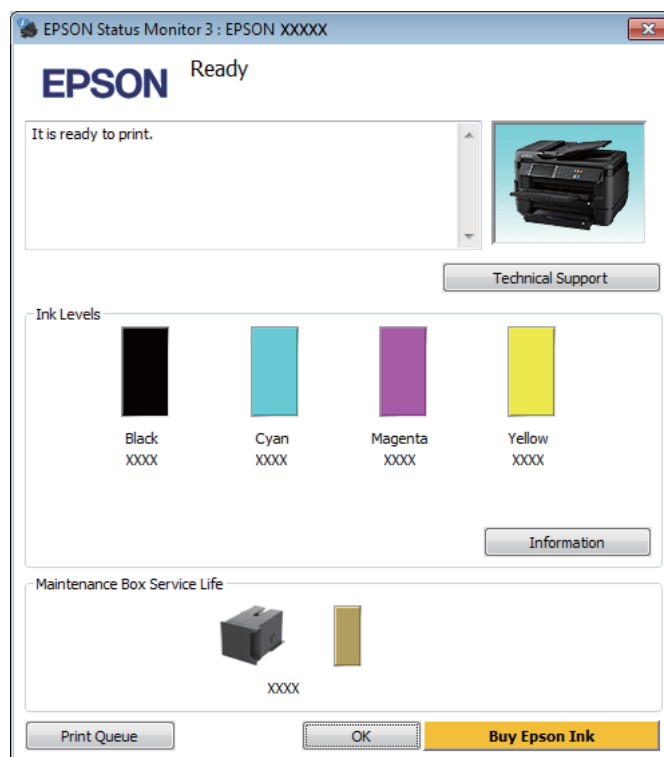 EPSON Status Monitor 3 : EPSON XXXXX
EPSON
Ready
It is ready to print.
Technical Support
Ink Levels
Black Cyan Magenta Yellow
XXXX XXXX XXXX XXXX
Information
Maintenance Box Service Life
XXXX
Print Queue OK Buy Epson Ink